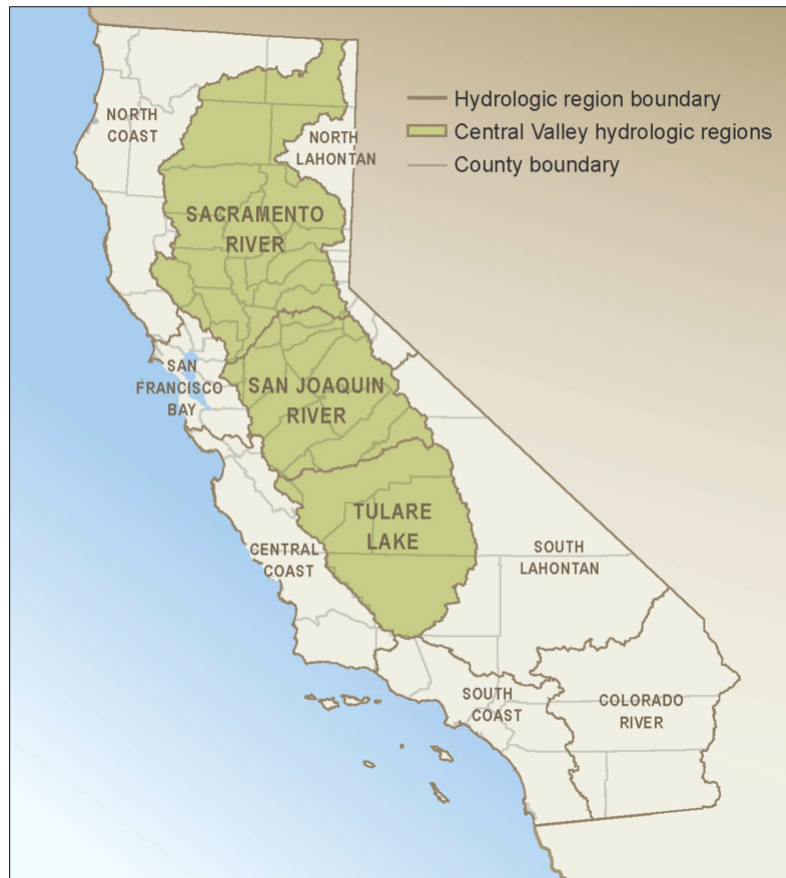 Hydrologic region boundary
Central Valley hydrologic regions
County boundary
NORTH
COAST
NORTH
LAHONTAN
SACRAMENTO
RIVER
SAN
FRANCISCO
BAY
SAN JOAQUIN
RIVER
TULARE
LAKE
CENTRAL
COAST
SOUTH
LAHONTAN
SOUTH
COAST
COLORADO
RIVER